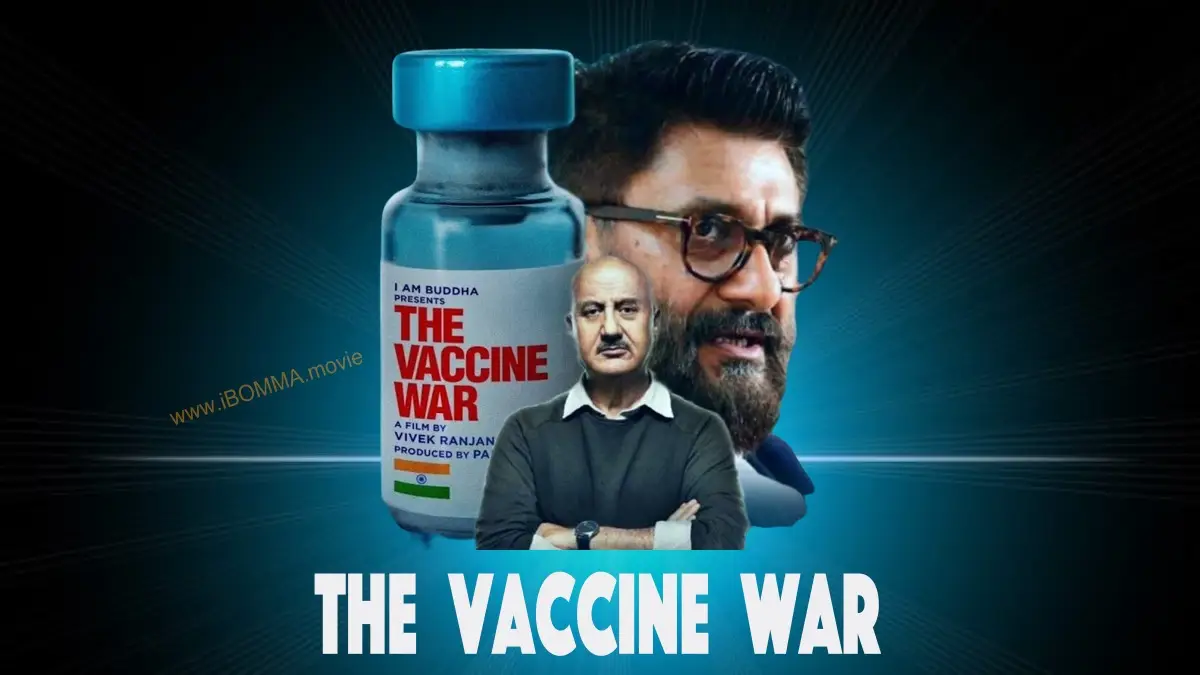 I AM BUDDHA
PRESENTS
THE
VACCINE
WAR
A FILM BY
VIVEK RANJAN
PRODUCED BY PA
www.iBOMMA.movie
THE VACCINE WAR